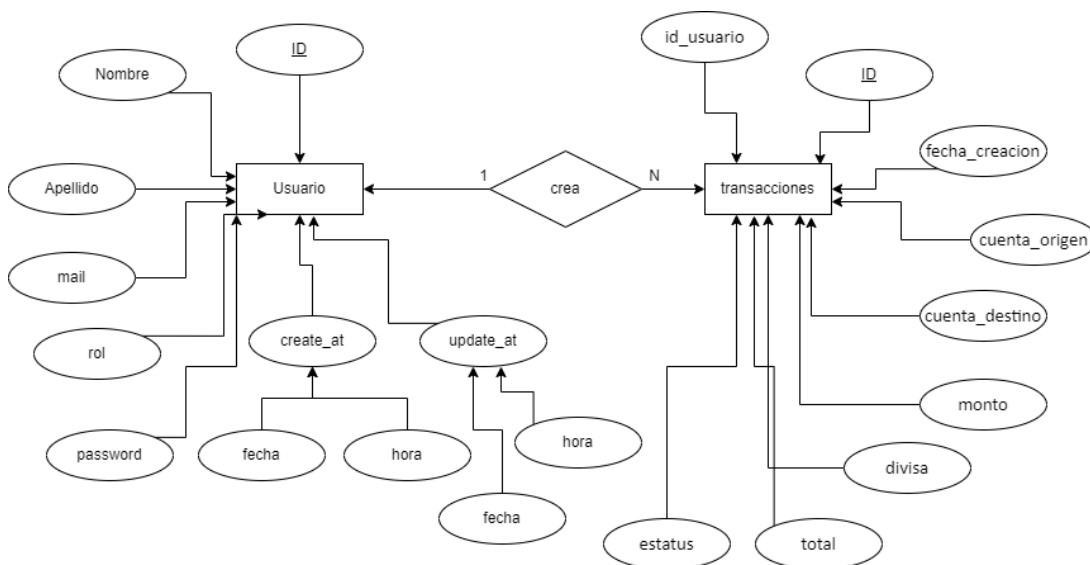 id_usuario
ID
Nombre
ID
fecha_creacion
Apellido
Usuario
1
crea
N
transacciones
cuenta_origen
mail
cuenta_destino
rol
create_at
update_at
monto
password
fecha
hora
hora
divisa
fecha
estatus
total